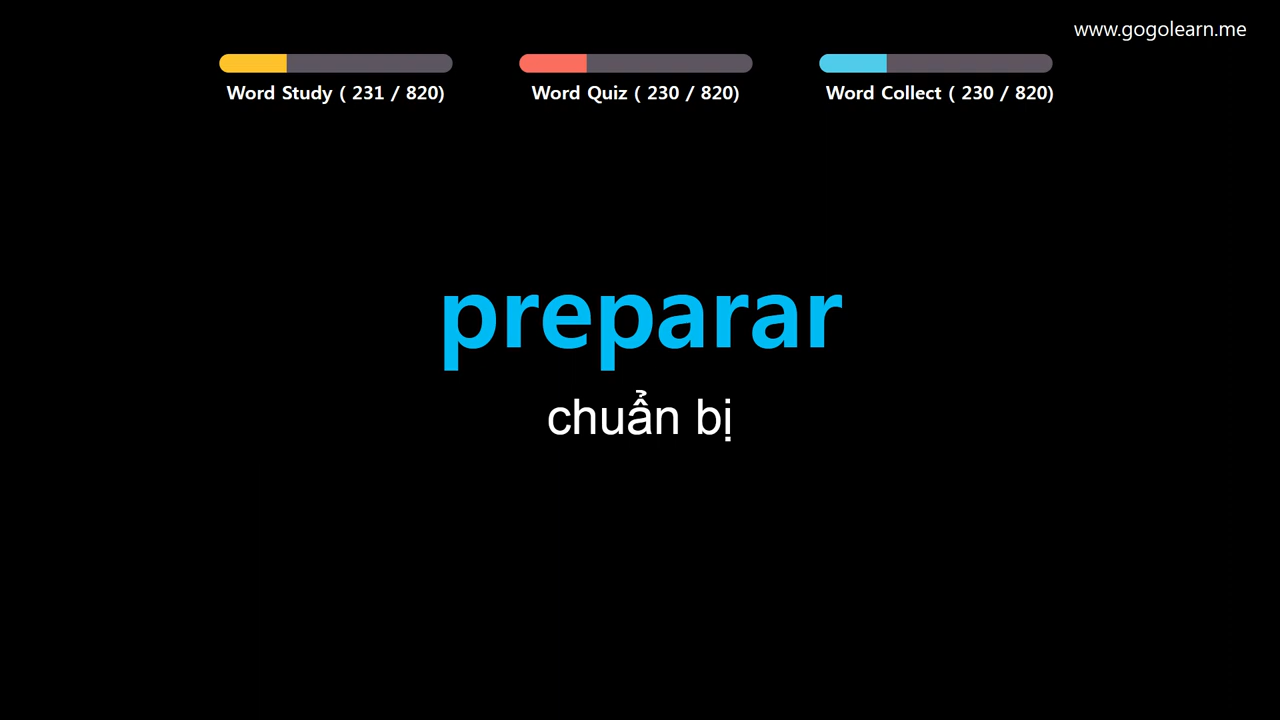 www.gogolearn.me
Word Study ( 231 / 820)
Word Quiz ( 230 / 820)
Word Collect ( 230 / 820)
preparar
chuẩn bị